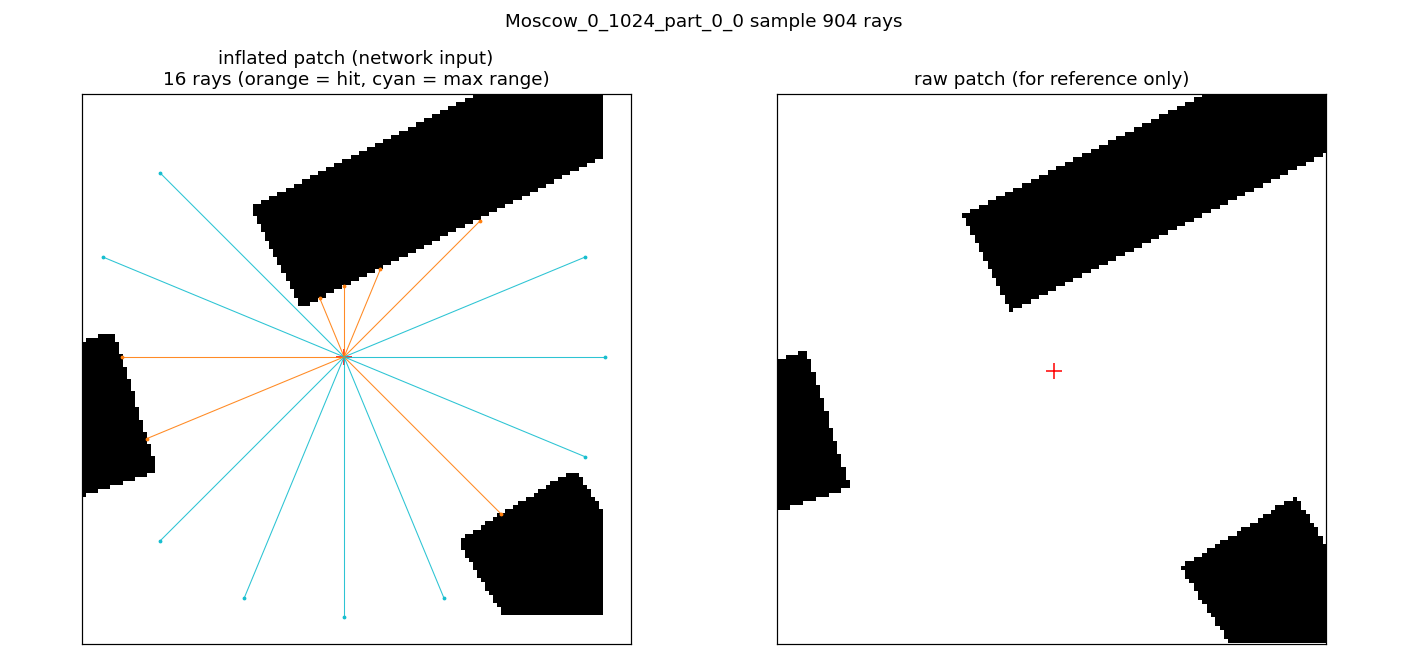 Moscow_0_1024_part_0_0 sample 904 rays
inflated patch (network input)
16 rays (orange = hit, cyan = max range)
raw patch (for reference only)